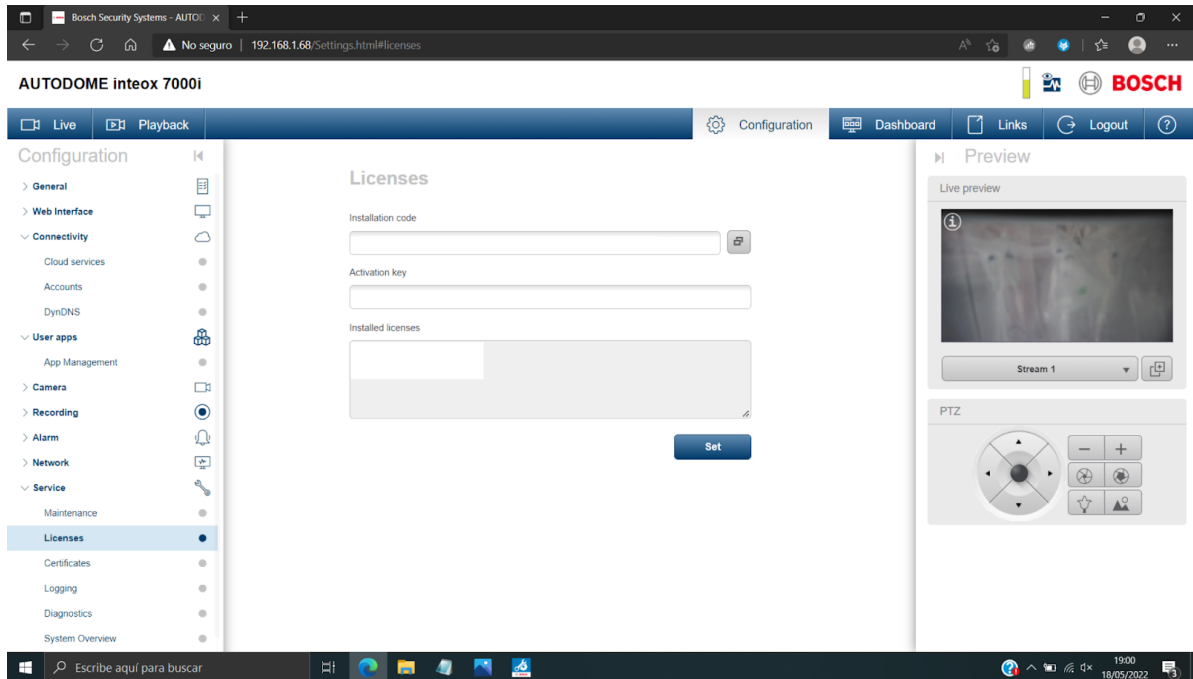 Bosch Security Systems - AUTOD
No seguro
192.168.1.68/Settings.html#licenses
AUTODOME inteox 7000i
BOSCH
Live
Playback
Configuration
Dashboard
Links
Logout
Configuration
General
Web Interface
Connectivity
Cloud services
Accounts
DynDNS
User apps
App Management
Camera
Recording
Alarm
Network
Service
Maintenance
Licenses
Certificates
Logging
Diagnostics
System Overview
Licenses
Installation code
Activation key
Installed licenses
Set
Preview
Live preview
Stream 1
PTZ
Escribe aquí para buscar
19:00
18/05/2022
3